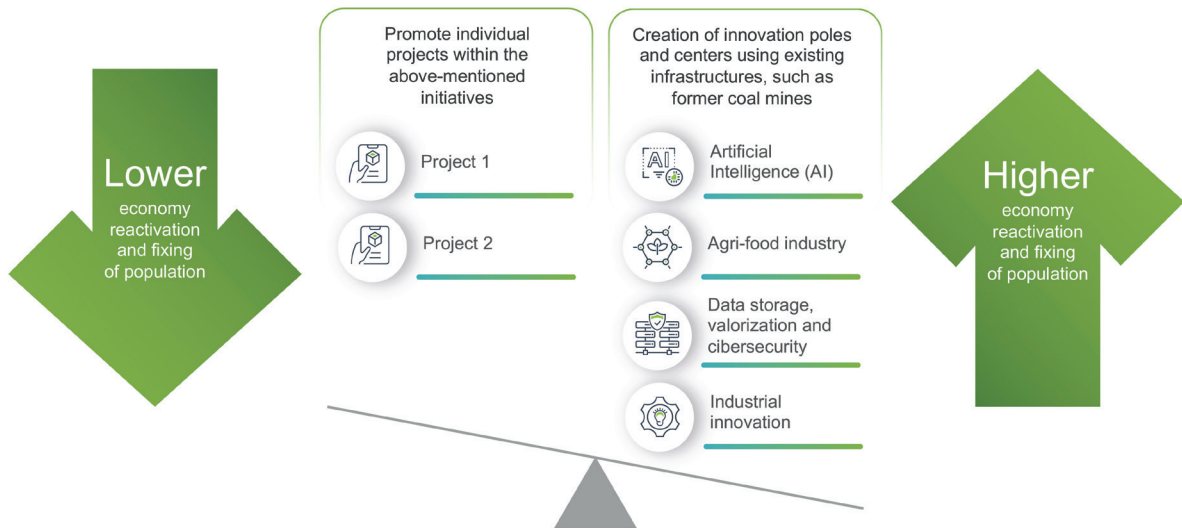 Lower
economy
reactivation
and fixing
of population
Promote individual
projects within the
above-mentioned
initiatives
Project 1
Project 2
Creation of innovation poles
and centers using existing
infrastructures, such as
former coal mines
AI
Artificial
Intelligence (AI)
Agri-food industry
Data storage,
valorization and
cibersecurity
Industrial
innovation
Higher
economy
reactivation
and fixing
of population